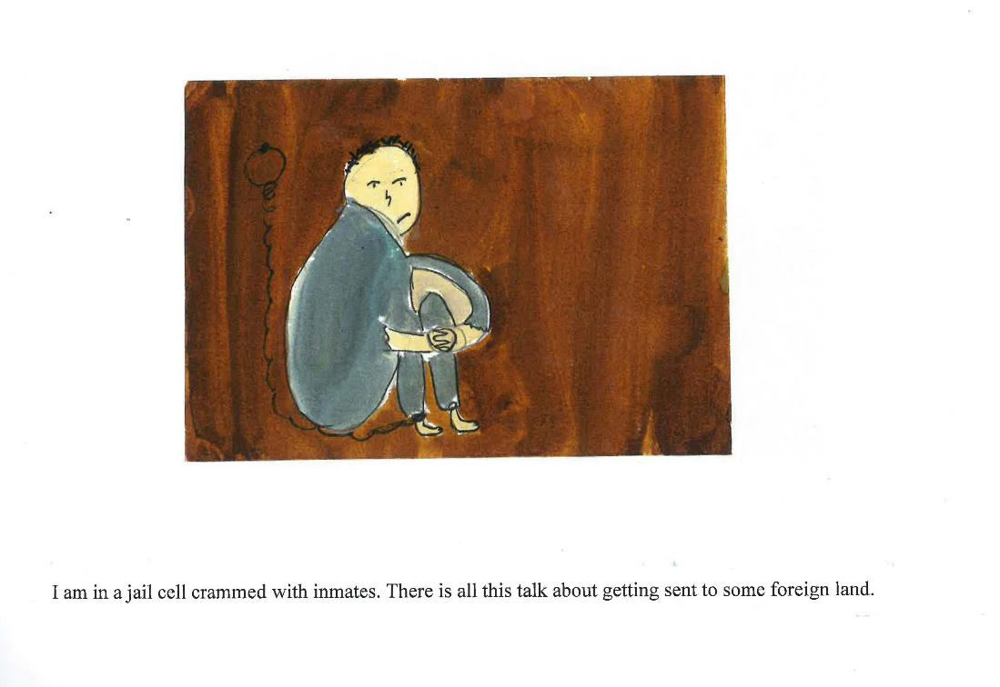 I am in a jail cell crammed with inmates. There is all this talk about getting sent to some foreign land.